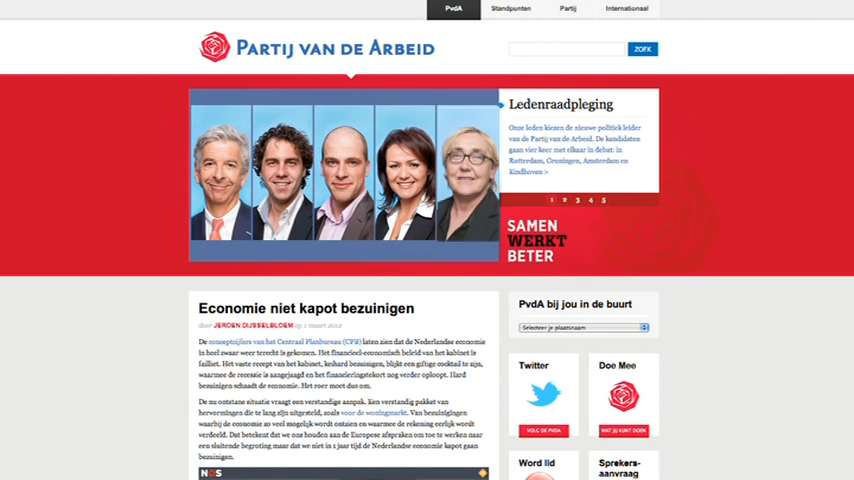 PvdA Standpunten Partij Internationaal
PARTIJ VAN DE ARBEID
ZOEK
Ledenraadpleging
Onze leden kiezen de nieuwe politiek leider
van de Partij van de Arbeid. De kandidaten
gaan vier keer met elkaar in debat: in
Rotterdam, Groningen, Amsterdam en
Eindhoven >
1 2 3 4 5
SAMEN
WERKT
BETER
Economie niet kapot bezuinigen
door JEROEN DIJSSELBLOEM op 1 maart 2012
De conceptcijfers van het Centraal Planbureau (CPB) laten zien dat de Nederlandse economie
in heel zwaar weer terecht is gekomen. Het financieel-economisch beleid van het kabinet is
failliet. Het vaste recept van het kabinet, keihard bezuinigen, blijkt een giftige cocktail te zijn,
waarmee de recessie is aangejaagd en het financieringstekort nog verder oploopt. Hard
bezuinigen schaadt de economie. Het roer moet dus om.
De nu ontstane situatie vraagt een verstandige aanpak. Een verstandig pakket van
hervormingen die te lang zijn uitgesteld, zoals voor de woningmarkt. Van bezuinigingen
waarbij de economie zo veel mogelijk wordt ontzien en waarmee de rekening eerlijk wordt
verdeeld. Dat betekent dat we ons houden aan de Europese afspraken om toe te werken naar
een sluitende begroting maar dat we niet in 1 jaar tijd de Nederlandse economie kapot gaan
bezuinigen.
NOS
PvdA bij jou in de buurt
Selecteer je plaatsnaam
Twitter
VOLG DE PVDA
Doe Mee
WAT JIJ KUNT DOEN
Word lid
Sprekers-
aanvraag